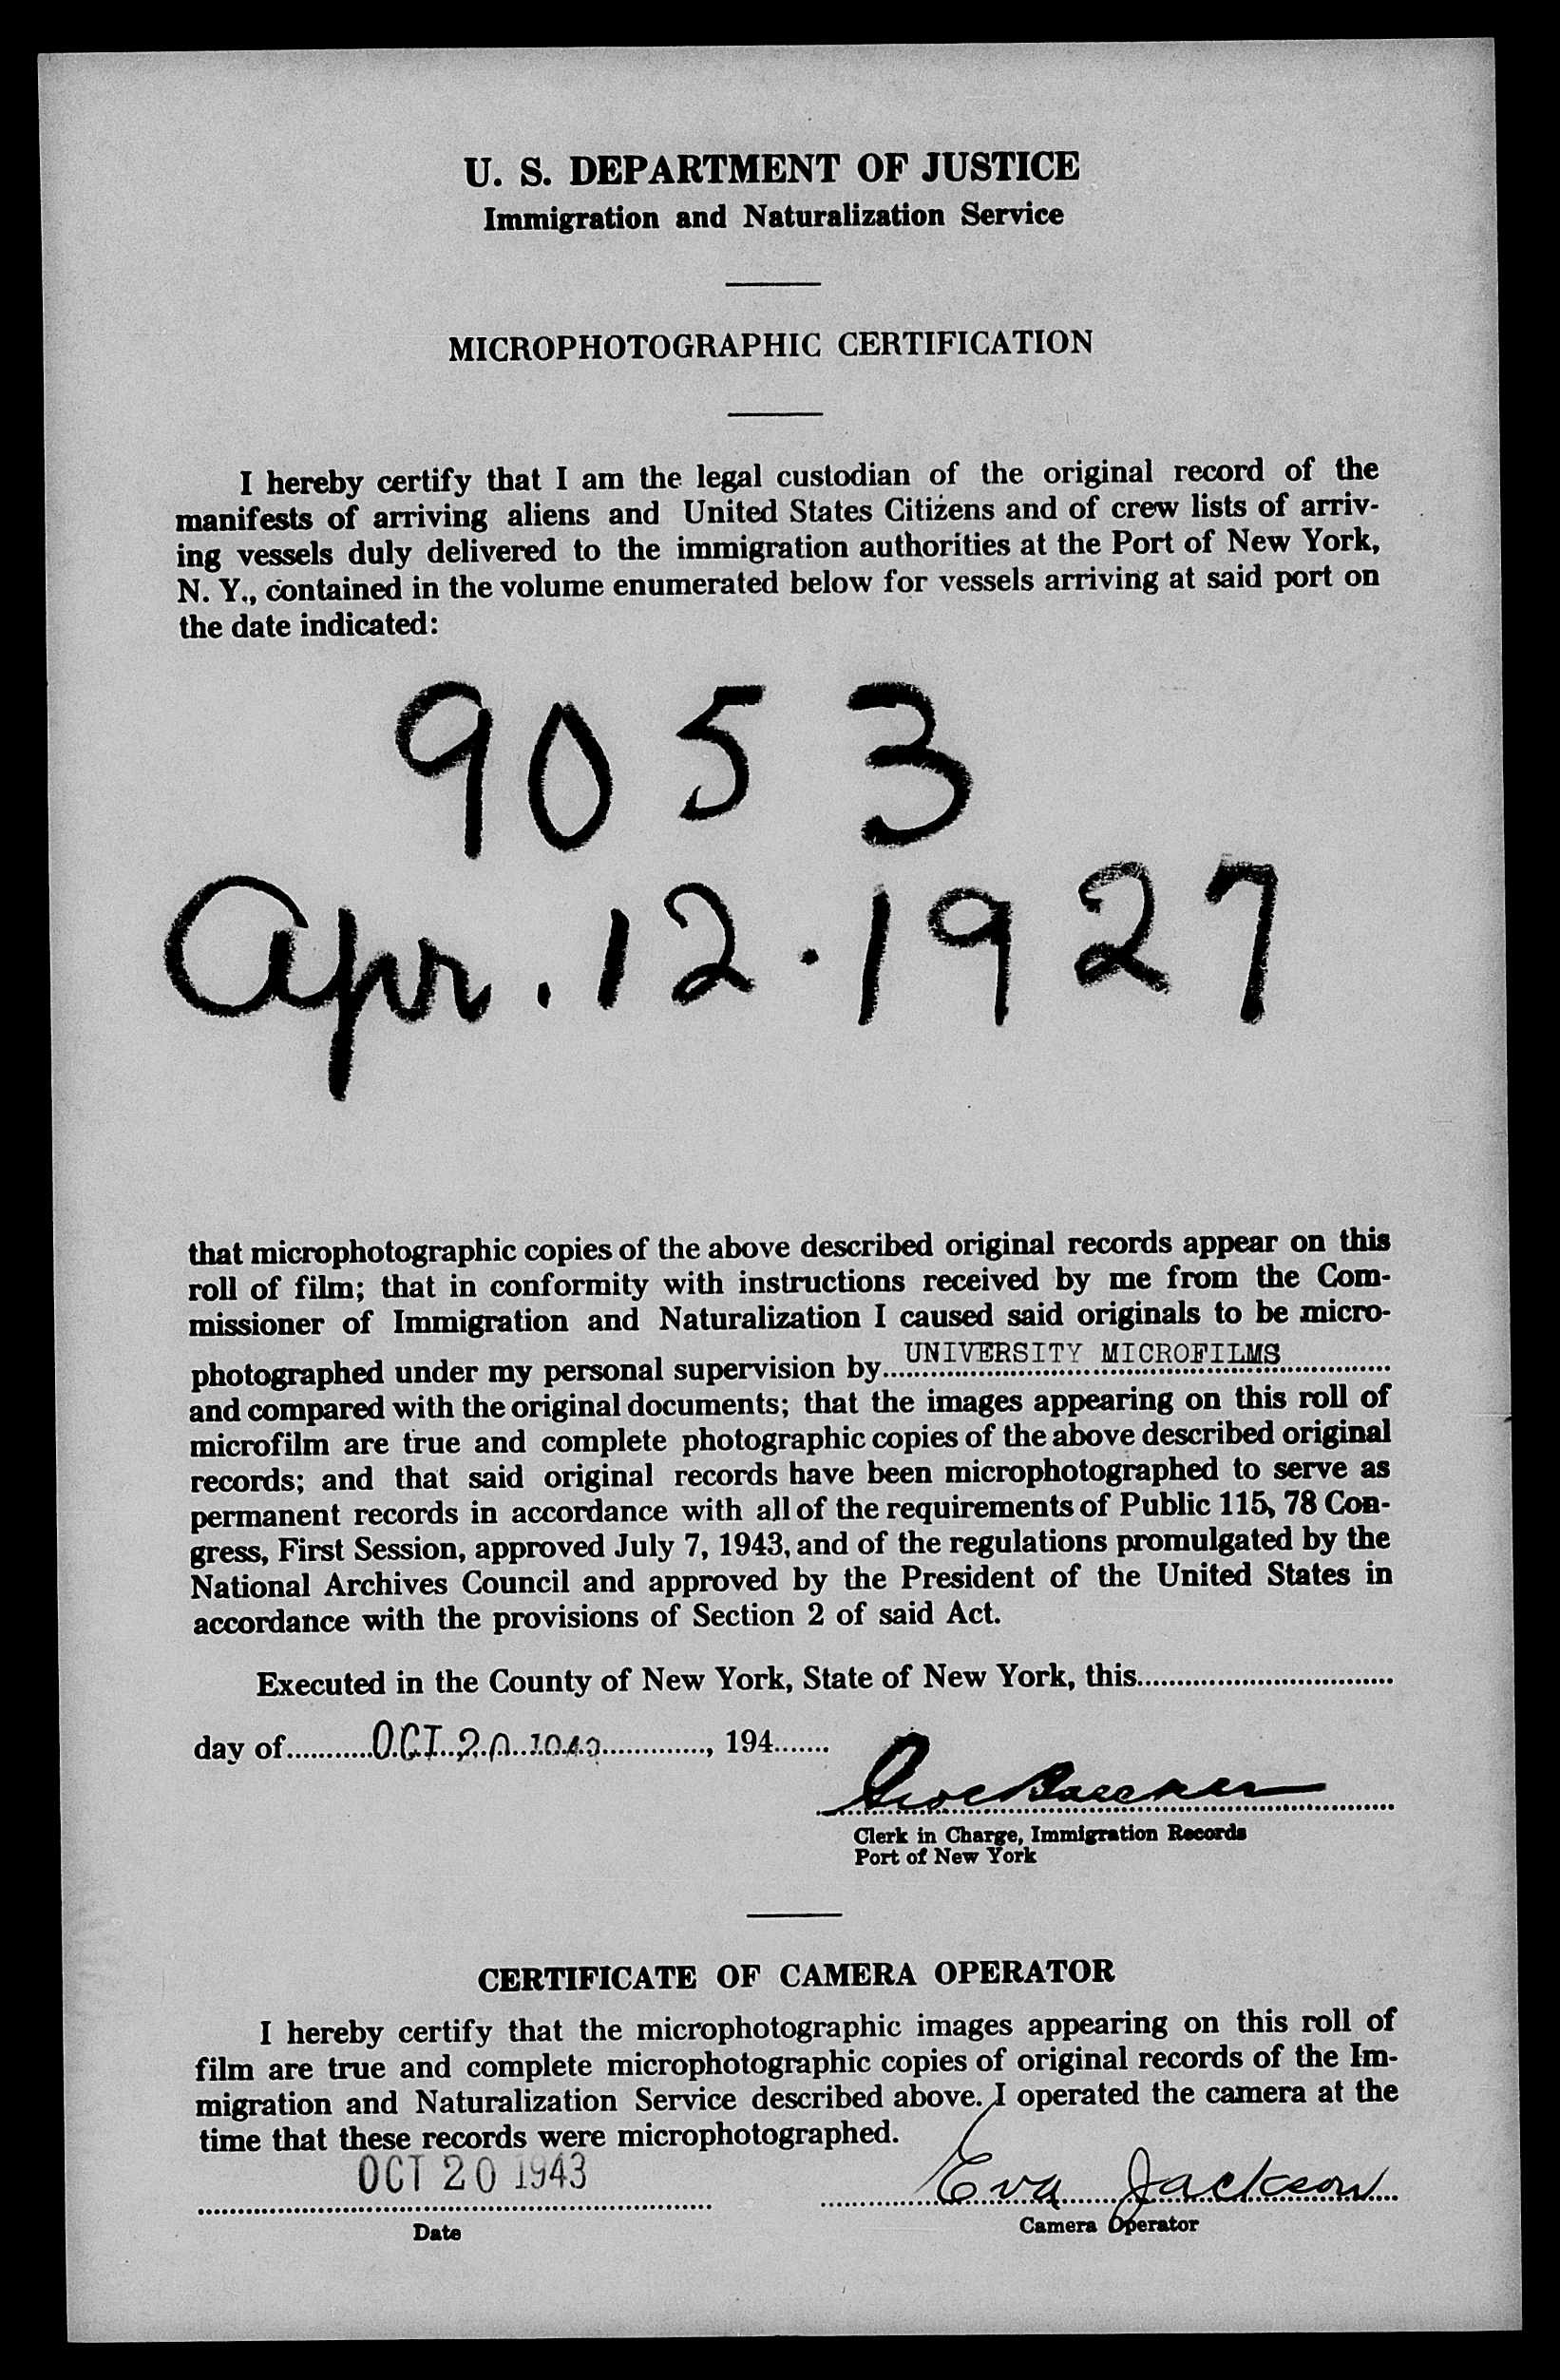 U. S. DEPARTMENT OF JUSTICE
Immigration and Naturalization Service
MICROPHOTOGRAPHIC CERTIFICATION
I hereby certify that I am the legal custodian of the original record of the
manifests of arriving aliens and United States Citizens and of crew lists of arriv-
ing vessels duly delivered to the immigration authorities at the Port of New York,
N. Y., contained in the volume enumerated below for vessels arriving at said port on
the date indicated:
9053
Apr. 12. 1927
that microphotographic copies of the above described original records appear on this
roll of film; that in conformity with instructions received by me from the Com-
missioner of Immigration and Naturalization I caused said originals to be micro-
photographed under my personal supervision by UNIVERSITY MICROFILMS
and compared with the original documents; that the images appearing on this roll of
microfilm are true and complete photographic copies of the above described original
records; and that said original records have been microphotographed to serve as
permanent records in accordance with all of the requirements of Public 115, 78 Con-
gress, First Session, approved July 7, 1943, and of the regulations promulgated by the
National Archives Council and approved by the President of the United States in
accordance with the provisions of Section 2 of said Act.
Executed in the County of New York, State of New York, this
day of OCT 20 1943, 194
Clerk in Charge, Immigration Records
Port of New York
CERTIFICATE OF CAMERA OPERATOR
I hereby certify that the microphotographic images appearing on this roll of
film are true and complete microphotographic copies of original records of the Im-
migration and Naturalization Service described above. I operated the camera at the
time that these records were microphotographed.
OCT 20 1943 Eva Jackson
Date Camera Operator